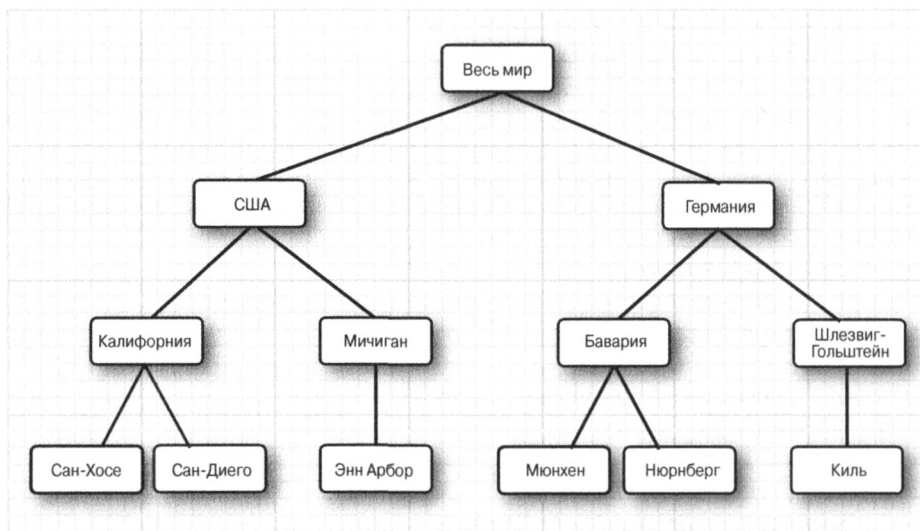 Весь мир
США
Германия
Калифорния
Мичиган
Бавария
Шлезвиг-
Гольштейн
Сан-Хосе
Сан-Диего
Энн Арбор
Мюнхен
Нюрнберг
Киль